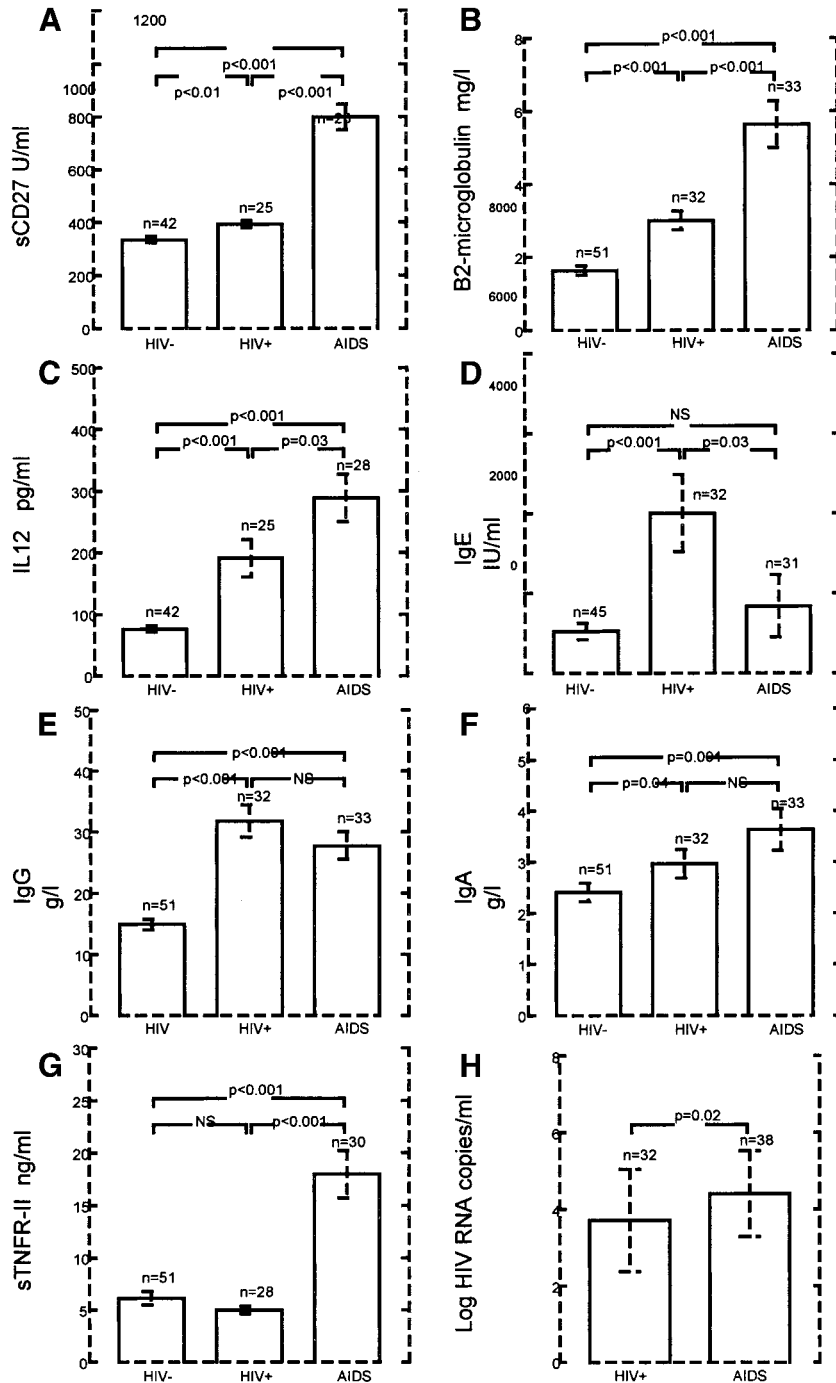 A
1200
1000
800
600
400
200
0
sCD27 U/ml
p<0.001
p<0.01
p<0.001
n=42
n=25
HIV-
HIV+
AIDS
B
8
6
4
8000
2
6000
0
B2-microglobulin mg/l
p<0.001
p<0.001
p<0.001
n=51
n=32
n=33
HIV-
HIV+
AIDS
C
500
400
300
200
100
0
IL12 pg/ml
p<0.001
p<0.001
p=0.03
n=42
n=25
n=28
HIV-
HIV+
AIDS
D
4000
2000
0
IgE
IU/ml
NS
p<0.001
p=0.03
n=45
n=32
n=31
HIV-
HIV+
AIDS
E
50
40
30
20
10
0
IgG
g/l
p<0.001
p<0.001
NS
n=51
n=32
n=33
HIV
HIV+
AIDS
F
6
5
4
3
2
1
0
IgA
g/l
p=0.001
p=0.04
NS
n=51
n=32
n=33
HIV-
HIV+
AIDS
G
30
25
20
15
10
5
0
sTNFR-II ng/ml
p<0.001
NS
p<0.001
n=51
n=28
n=30
HIV-
HIV+
AIDS
H
8
6
4
2
0
Log HIV RNA copies/ml
p=0.02
n=32
n=38
HIV+
AIDS